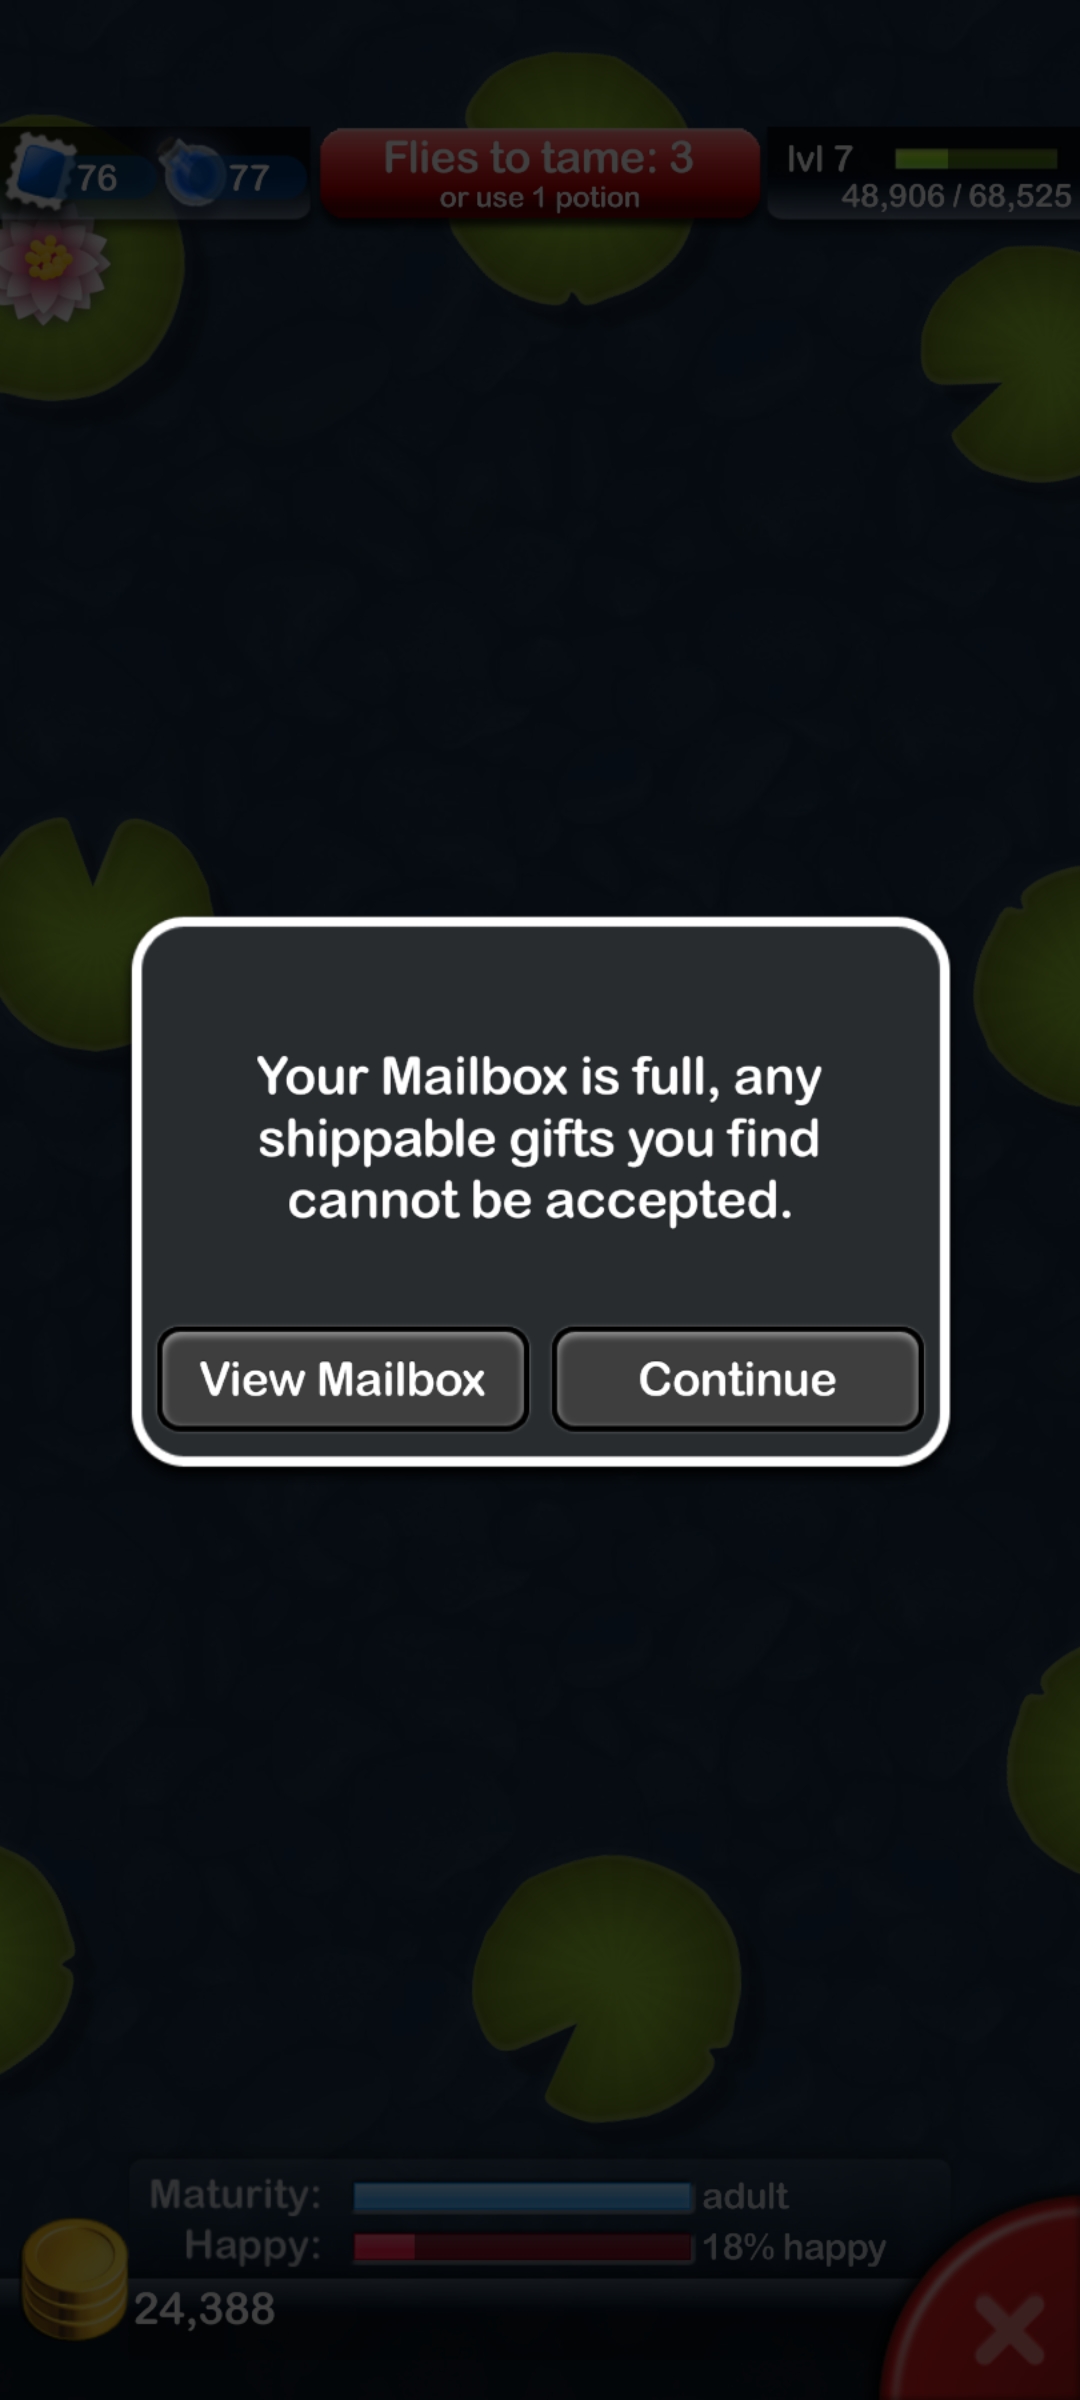 76
77
Flies to tame: 3
or use 1 potion
lvl 7
48,906 / 68,525
Your Mailbox is full, any
shippable gifts you find
cannot be accepted.
View Mailbox
Continue
Maturity: adult
Happy: 18% happy
24,388